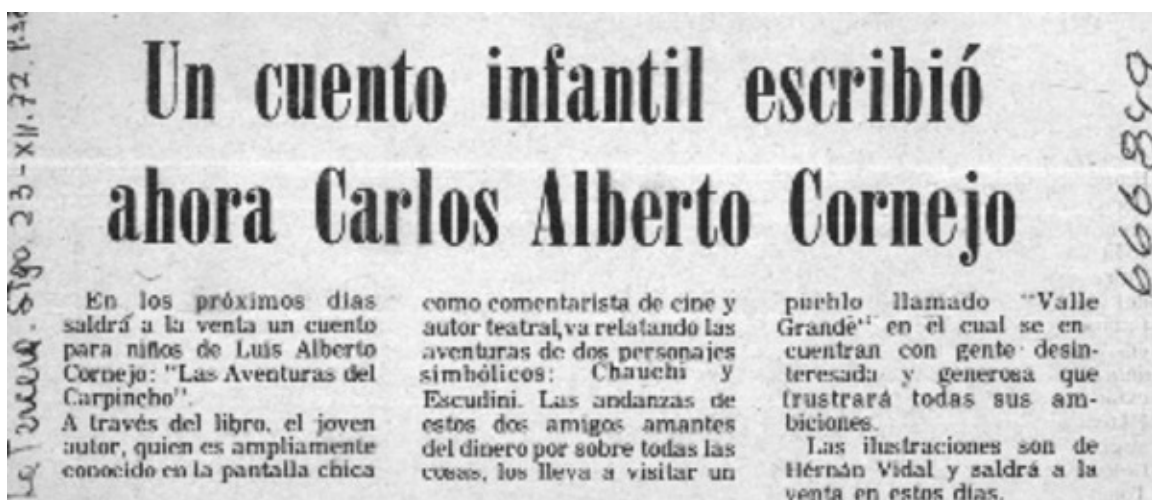 Un cuento infantil escribió
ahora Carlos Alberto Cornejo
En los próximos días
saldrá a la venta un cuento
para niños de Luis Alberto
Cornejo: "Las Aventuras del
Carpincho".
A través del libro, el joven
autor, quien es ampliamente
conocido en la pantalla chica
como comentarista de cine y
autor teatral, va relatando las
aventuras de dos personajes
simbólicos: Chauchi y
Escudini. Las andanzas de
estos dos amigos amantes
del dinero por sobre todas las
cosas, los lleva a visitar un
pueblo llamado "Valle
Grande" en el cual se en-
cuentran con gente desin-
teresada y generosa que
frustrará todas sus am-
biciones.
Las ilustraciones son de
Hérnán Vidal y saldrá a la
venta en estos días.
La Tercera. Stgo 23-XII-72.
666849